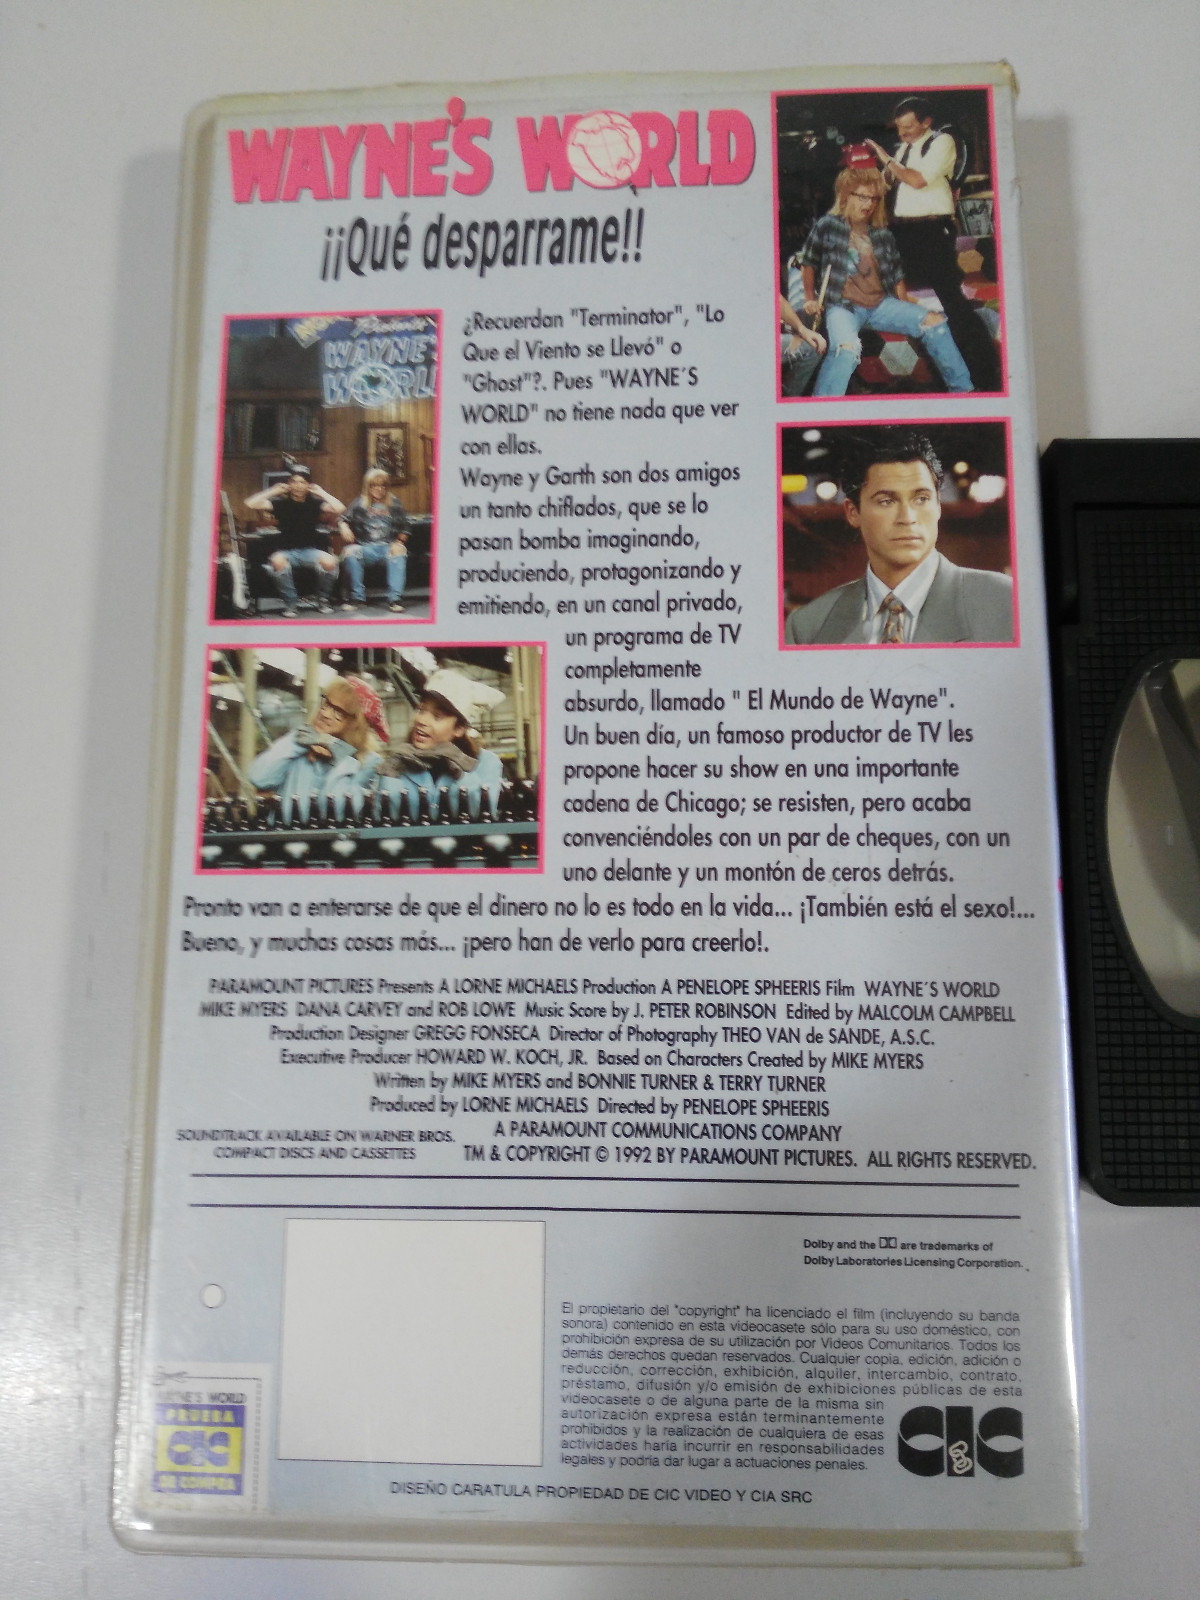 WAYNE'S WORLD
¡¡Qué desparrame!!
Presents
WAYNE'S
WORLD
¿Recuerdan "Terminator", "Lo
Que el Viento se Llevó" o
"Ghost"?. Pues "WAYNE´S
WORLD" no tiene nada que ver
con ellas.
Wayne y Garth son dos amigos
un tanto chiflados, que se lo
pasan bomba imaginando,
produciendo, protagonizando y
emitiendo, en un canal privado,
un programa de TV
completamente
absurdo, llamado " El Mundo de Wayne".
Un buen día, un famoso productor de TV les
propone hacer su show en una importante
cadena de Chicago; se resisten, pero acaba
convenciéndoles con un par de cheques, con un
uno delante y un montón de ceros detrás.
Pronto van a enterarse de que el dinero no lo es todo en la vida... ¡También está el sexo!...
Bueno, y muchas cosas más... ¡pero han de verlo para creerlo!.
PARAMOUNT PICTURES Presents A LORNE MICHAELS Production A PENELOPE SPHEERIS Film WAYNE´S WORLD
MIKE MYERS DANA CARVEY and ROB LOWE Music Score by J. PETER ROBINSON Edited by MALCOLM CAMPBELL
Production Designer GREGG FONSECA Director of Photography THEO VAN de SANDE, A.S.C.
Executive Producer HOWARD W. KOCH, JR. Based on Characters Created by MIKE MYERS
Written by MIKE MYERS and BONNIE TURNER & TERRY TURNER
Produced by LORNE MICHAELS Directed by PENELOPE SPHEERIS
SOUNDTRACK AVAILABLE ON WARNER BROS.
COMPACT DISCS AND CASSETTES
A PARAMOUNT COMMUNICATIONS COMPANY
TM & COPYRIGHT © 1992 BY PARAMOUNT PICTURES. ALL RIGHTS RESERVED.
Dolby and the DD are trademarks of
Dolby Laboratories Licensing Corporation.
El propietario del "copyright" ha licenciado el film (incluyendo su banda
sonora) contenido en esta videocasete sólo para su uso doméstico, con
prohibición expresa de su utilización por Videos Comunitarios. Todos los
demás derechos quedan reservados. Cualquier copia, edición, adición o
reducción, corrección, exhibición, alquiler, intercambio, contrato,
préstamo, difusión y/o emisión de exhibiciones públicas de esta
videocasete o de alguna parte de la misma sin
autorización expresa están terminantemente
prohibidos y la realización de cualquiera de esas
actividades haría incurrir en responsabilidades
legales y podría dar lugar a actuaciones penales.
CIC
WAYNE'S WORLD
PRUEBA
CIC
DE COMPRA
DISEÑO CARATULA PROPIEDAD DE CIC VIDEO Y CIA SRC